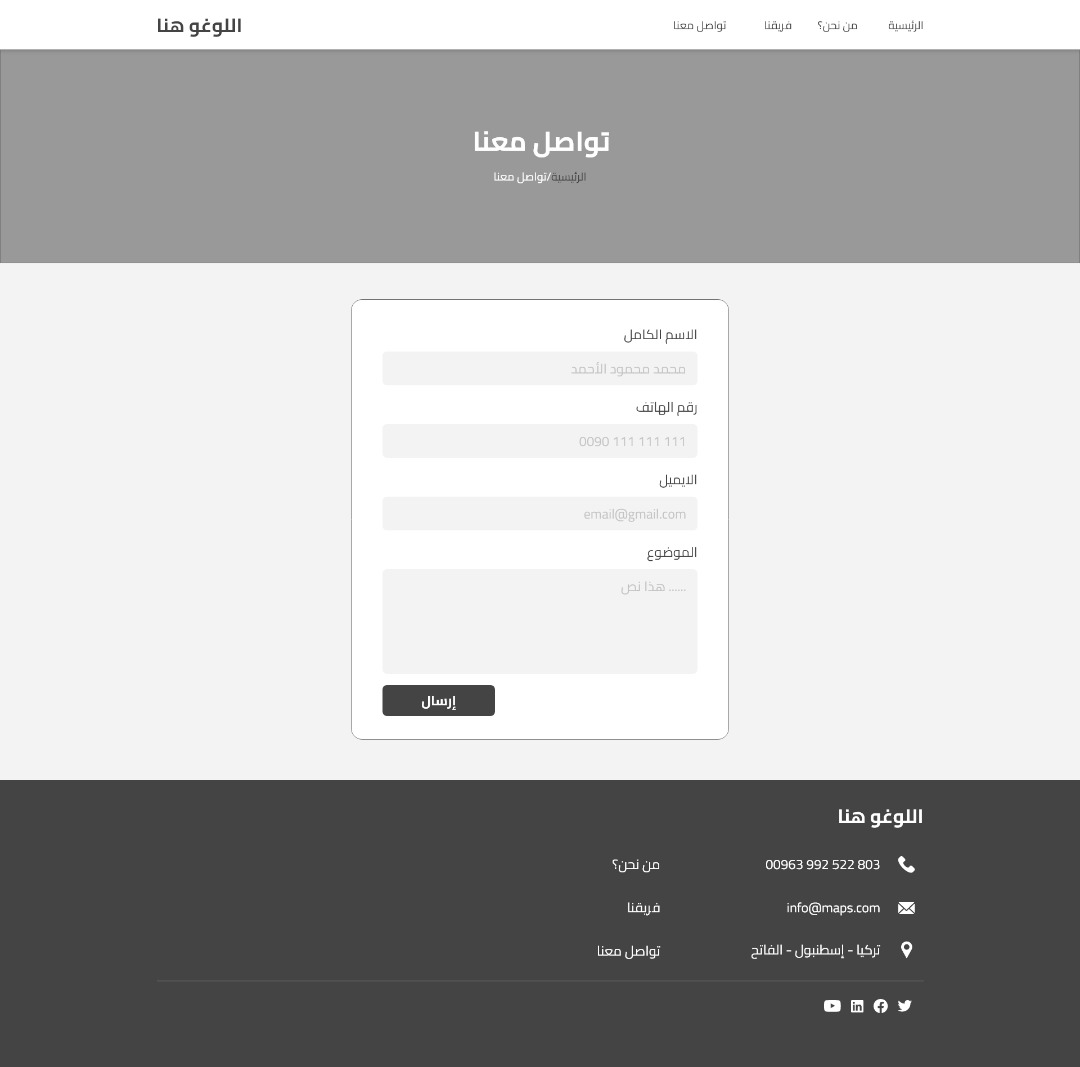 الرئيسية
من نحن؟
فريقنا
تواصل معنا
اللوغو هنا
تواصل معنا
الرئيسية/تواصل معنا
الاسم الكامل
محمد محمود الأحمد
رقم الهاتف
0090 111 111 111
الايميل
email@gmail.com
الموضوع
هذا نص ......
إرسال
اللوغو هنا
00963 992 522 803
من نحن؟
info@maps.com
فريقنا
تركيا - إسطنبول - الفاتح
تواصل معنا